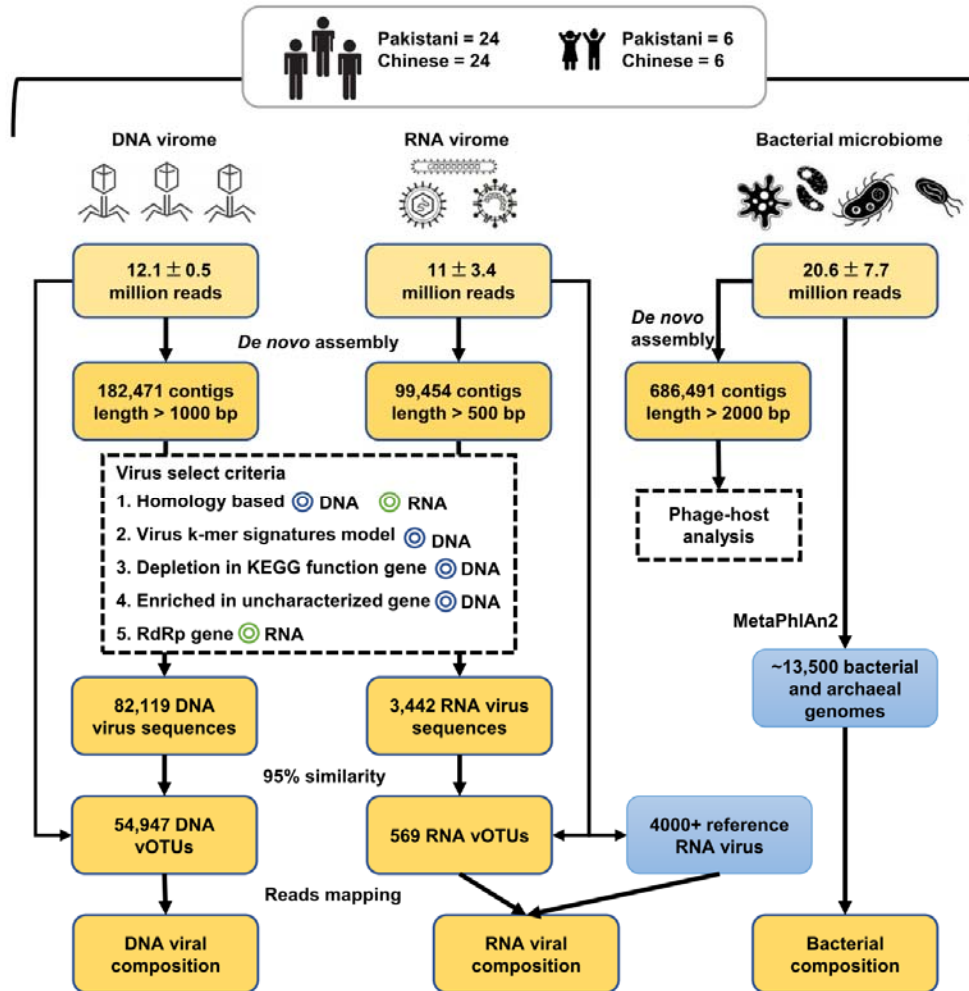 Pakistani = 24
Chinese = 24
Pakistani = 6
Chinese = 6
DNA virome
RNA virome
Bacterial microbiome
12.1 ± 0.5
million reads
11 ± 3.4
million reads
20.6 ± 7.7
million reads
De novo assembly
De novo
assembly
182,471 contigs
length > 1000 bp
99,454 contigs
length > 500 bp
686,491 contigs
length > 2000 bp
Virus select criteria
1. Homology based DNA RNA
2. Virus k-mer signatures model DNA
3. Depletion in KEGG function gene DNA
4. Enriched in uncharacterized gene DNA
5. RdRp gene RNA
Phage-host
analysis
MetaPhlAn2
~13,500 bacterial
and archaeal
genomes
82,119 DNA
virus sequences
3,442 RNA virus
sequences
95% similarity
54,947 DNA
vOTUs
569 RNA vOTUs
4000+ reference
RNA virus
Reads mapping
DNA viral
composition
RNA viral
composition
Bacterial
composition